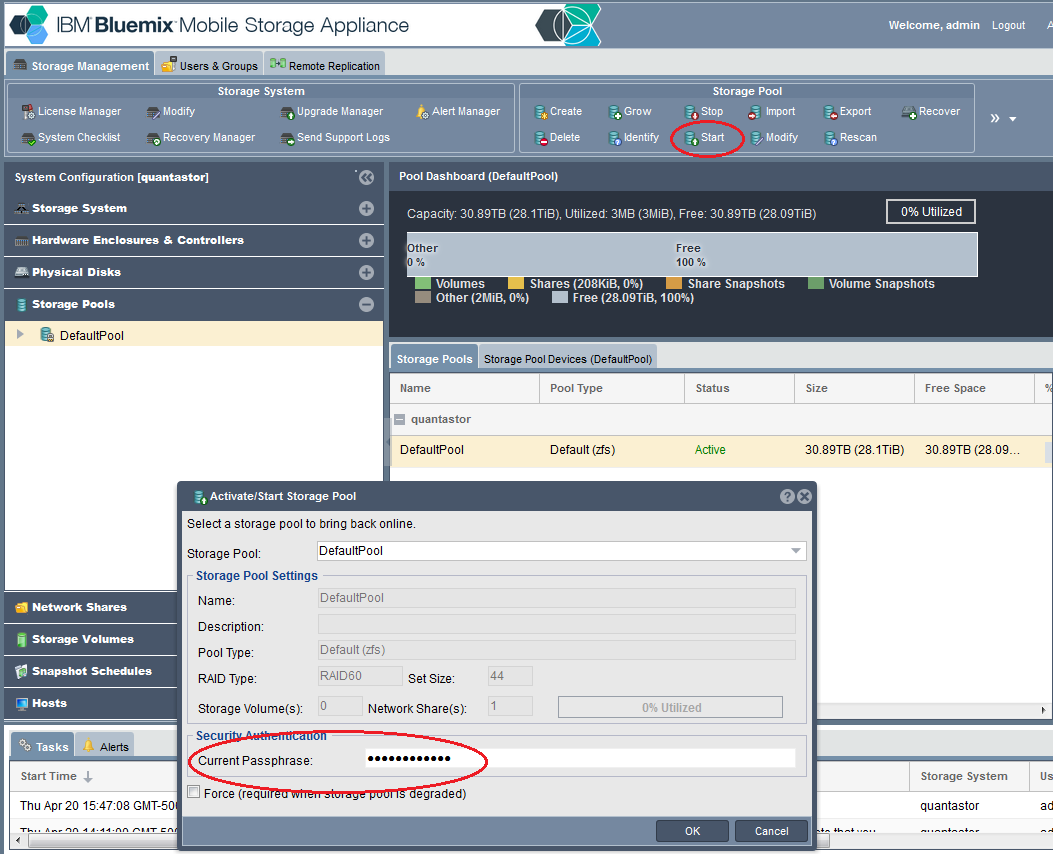 IBM Bluemix Mobile Storage Appliance
Welcome, admin Logout A
Storage Management Users & Groups Remote Replication
Storage System Storage Pool
License Manager Modify Upgrade Manager Alert Manager Create Grow Stop Import Export Recover
System Checklist Recovery Manager Send Support Logs Delete Identify Start Modify Rescan
System Configuration [quantastor]
Storage System
Hardware Enclosures & Controllers
Physical Disks
Storage Pools
DefaultPool
Network Shares
Storage Volumes
Snapshot Schedules
Hosts
Pool Dashboard (DefaultPool)
Capacity: 30.89TB (28.1TiB), Utilized: 3MB (3MiB), Free: 30.89TB (28.09TiB)
0% Utilized
Other Free
0 % 100 %
Volumes Shares (208KiB, 0%) Share Snapshots Volume Snapshots
Other (2MiB, 0%) Free (28.09TiB, 100%)
Storage Pools Storage Pool Devices (DefaultPool)
Name Pool Type Status Size Free Space %
quantastor
DefaultPool Default (zfs) Active 30.89TB (28.1TiB) 30.89TB (28.09...
Activate/Start Storage Pool
Select a storage pool to bring back online.
Storage Pool: DefaultPool
Storage Pool Settings
Name: DefaultPool
Description:
Pool Type: Default (zfs)
RAID Type: RAID60 Set Size: 44
Storage Volume(s): 0 Network Share(s): 1 0% Utilized
Security Authentication
Current Passphrase: ••••••••••••
Force (required when storage pool is degraded)
OK Cancel
Tasks Alerts
Start Time Storage System Us
Thu Apr 20 15:47:08 GMT-50 quantastor ad
Thu Apr 20 14:11:00 GMT-500 that you quantastor ad